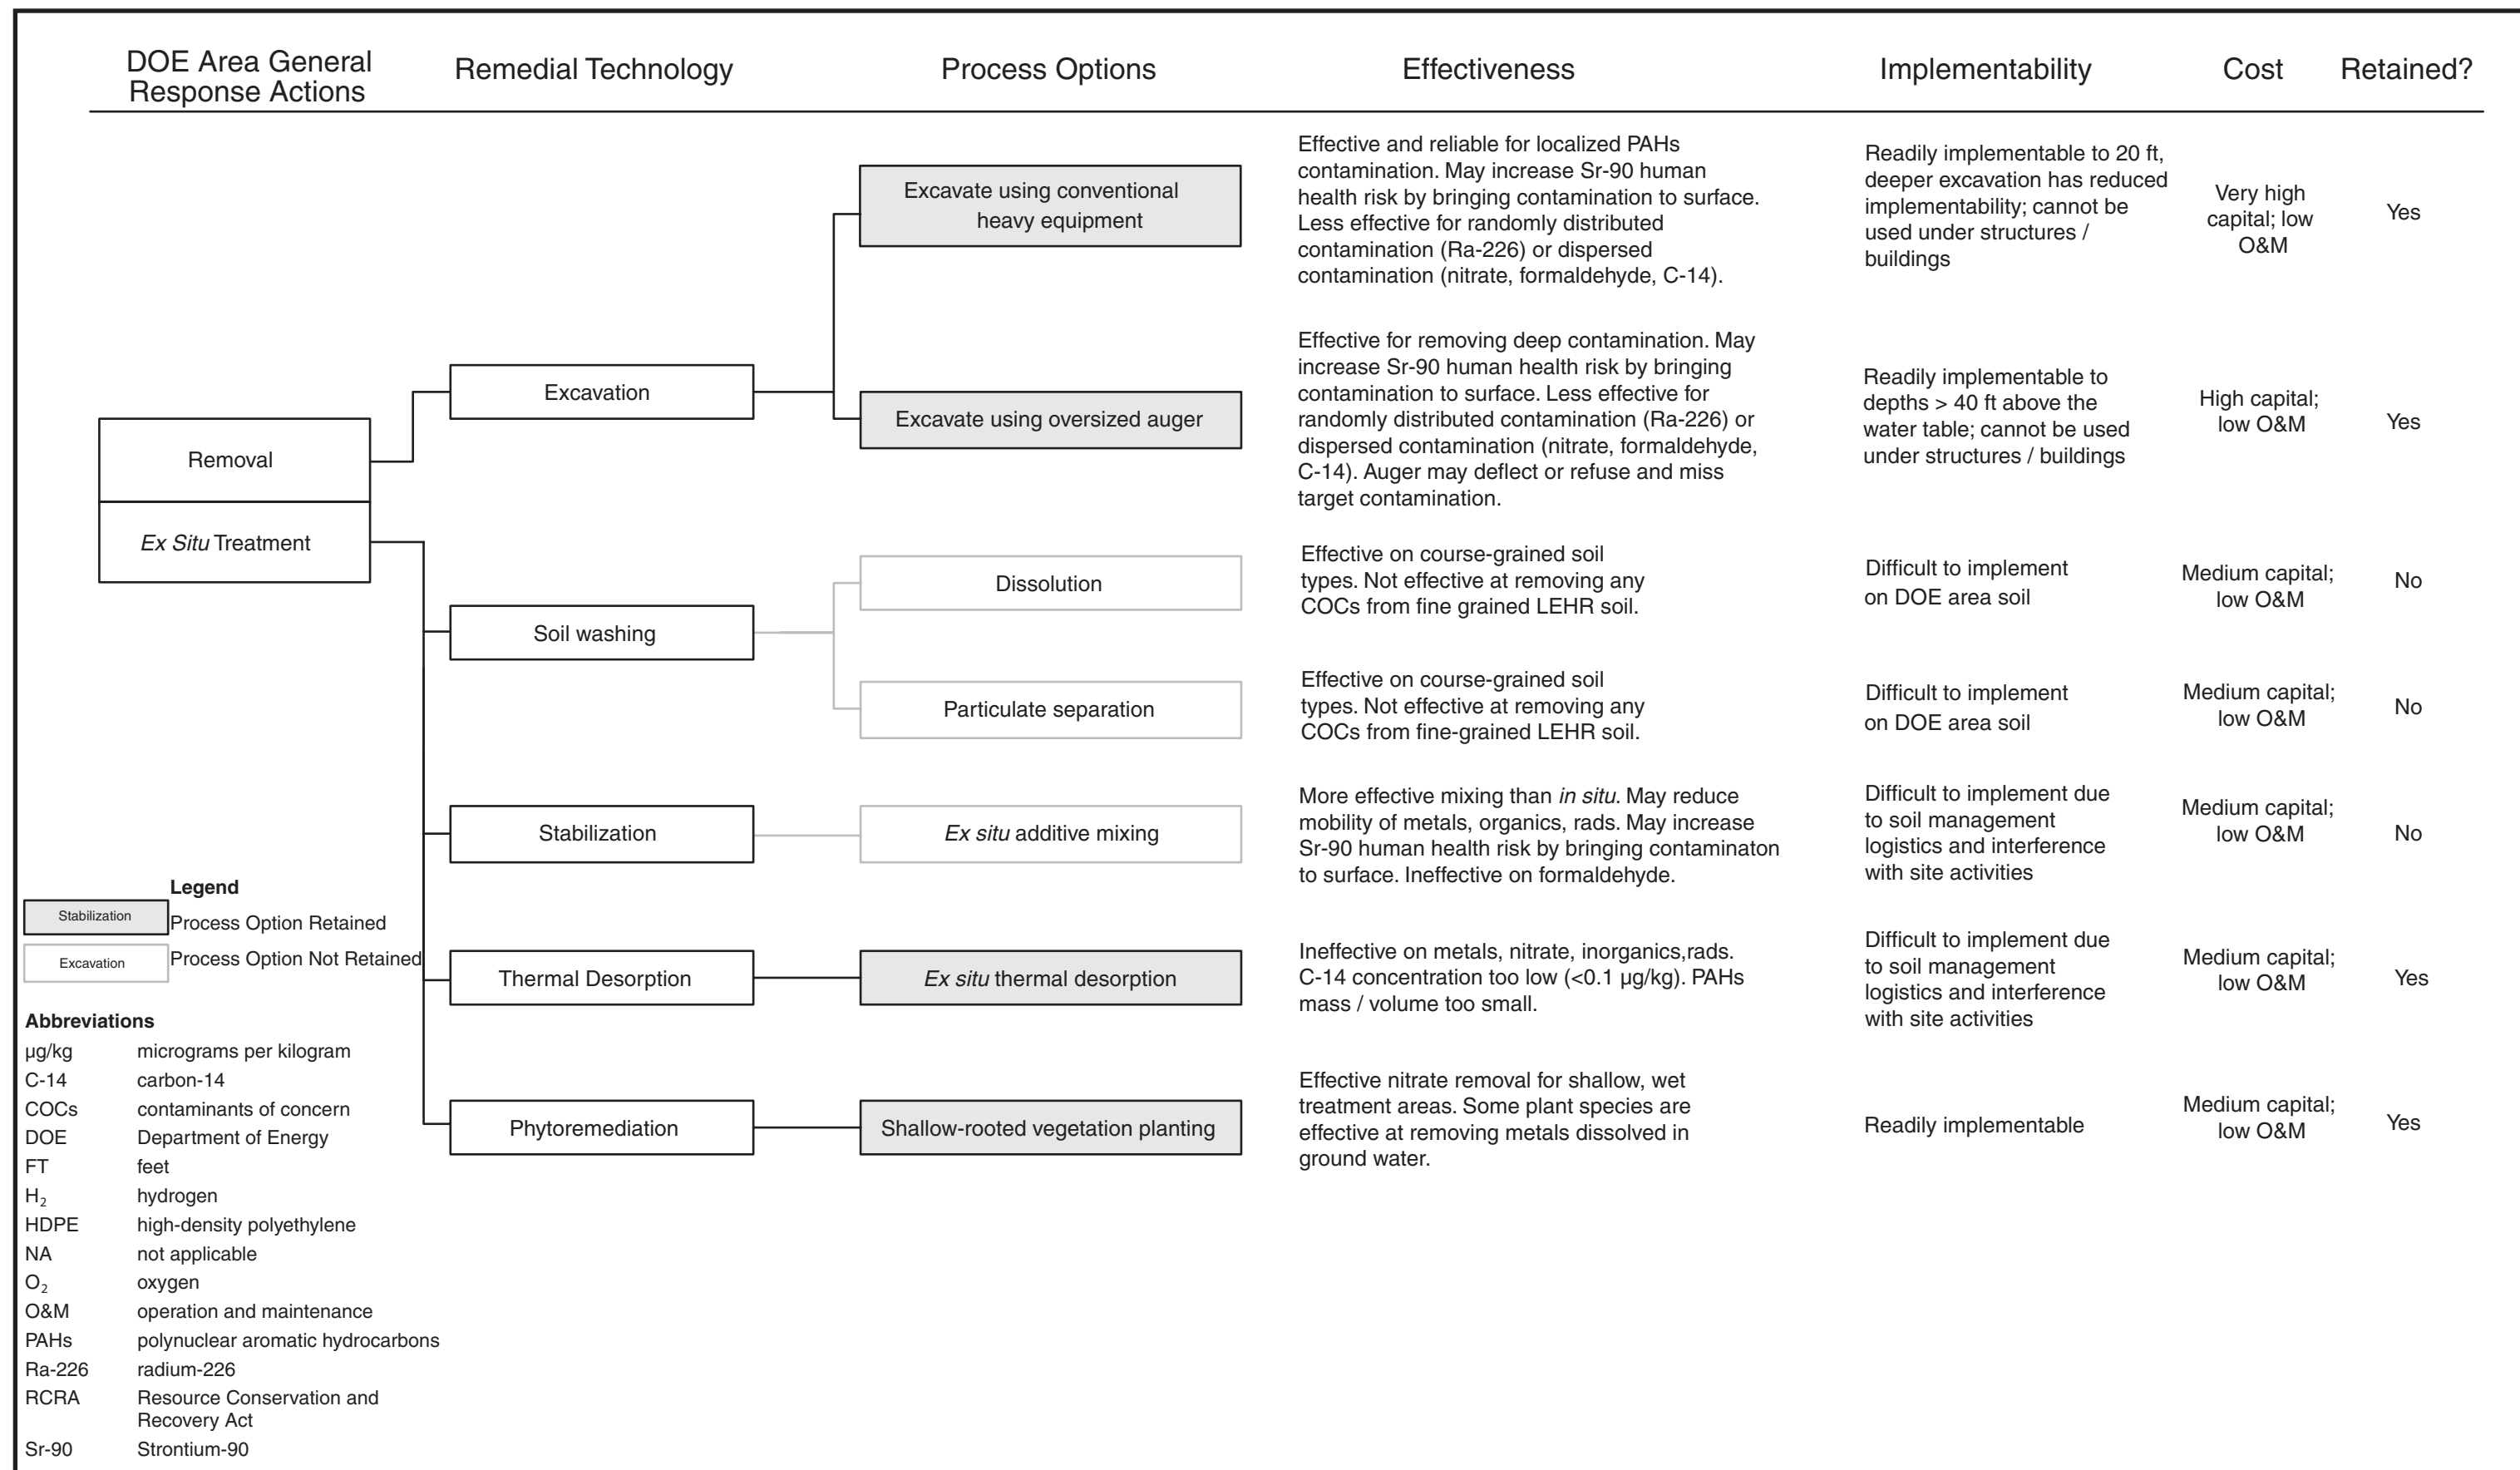 DOE Area General
Response Actions
Remedial Technology
Process Options
Effectiveness
Implementability
Cost
Retained?
Removal
Ex Situ Treatment
Excavation
Excavate using conventional
heavy equipment
Effective and reliable for localized PAHs
contamination. May increase Sr-90 human
health risk by bringing contamination to surface.
Less effective for randomly distributed
contamination (Ra-226) or dispersed
contamination (nitrate, formaldehyde, C-14).
Readily implementable to 20 ft,
deeper excavation has reduced
implementability; cannot be
used under structures /
buildings
Very high
capital; low
O&M
Yes
Excavate using oversized auger
Effective for removing deep contamination. May
increase Sr-90 human health risk by bringing
contamination to surface. Less effective for
randomly distributed contamination (Ra-226) or
dispersed contamination (nitrate, formaldehyde,
C-14). Auger may deflect or refuse and miss
target contamination.
Readily implementable to
depths > 40 ft above the
water table; cannot be used
under structures / buildings
High capital;
low O&M
Yes
Soil washing
Dissolution
Effective on course-grained soil
types. Not effective at removing any
COCs from fine grained LEHR soil.
Difficult to implement
on DOE area soil
Medium capital;
low O&M
No
Particulate separation
Effective on course-grained soil
types. Not effective at removing any
COCs from fine-grained LEHR soil.
Difficult to implement
on DOE area soil
Medium capital;
low O&M
No
Stabilization
Ex situ additive mixing
More effective mixing than in situ. May reduce
mobility of metals, organics, rads. May increase
Sr-90 human health risk by bringing contaminaton
to surface. Ineffective on formaldehyde.
Difficult to implement due
to soil management
logistics and interference
with site activities
Medium capital;
low O&M
No
Thermal Desorption
Ex situ thermal desorption
Ineffective on metals, nitrate, inorganics,rads.
C-14 concentration too low (<0.1 µg/kg). PAHs
mass / volume too small.
Difficult to implement due
to soil management
logistics and interference
with site activities
Medium capital;
low O&M
Yes
Phytoremediation
Shallow-rooted vegetation planting
Effective nitrate removal for shallow, wet
treatment areas. Some plant species are
effective at removing metals dissolved in
ground water.
Readily implementable
Medium capital;
low O&M
Yes
Legend
Stabilization Process Option Retained
Excavation Process Option Not Retained
Abbreviations
µg/kg micrograms per kilogram
C-14 carbon-14
COCs contaminants of concern
DOE Department of Energy
FT feet
H₂ hydrogen
HDPE high-density polyethylene
NA not applicable
O₂ oxygen
O&M operation and maintenance
PAHs polynuclear aromatic hydrocarbons
Ra-226 radium-226
RCRA Resource Conservation and
Recovery Act
Sr-90 Strontium-90